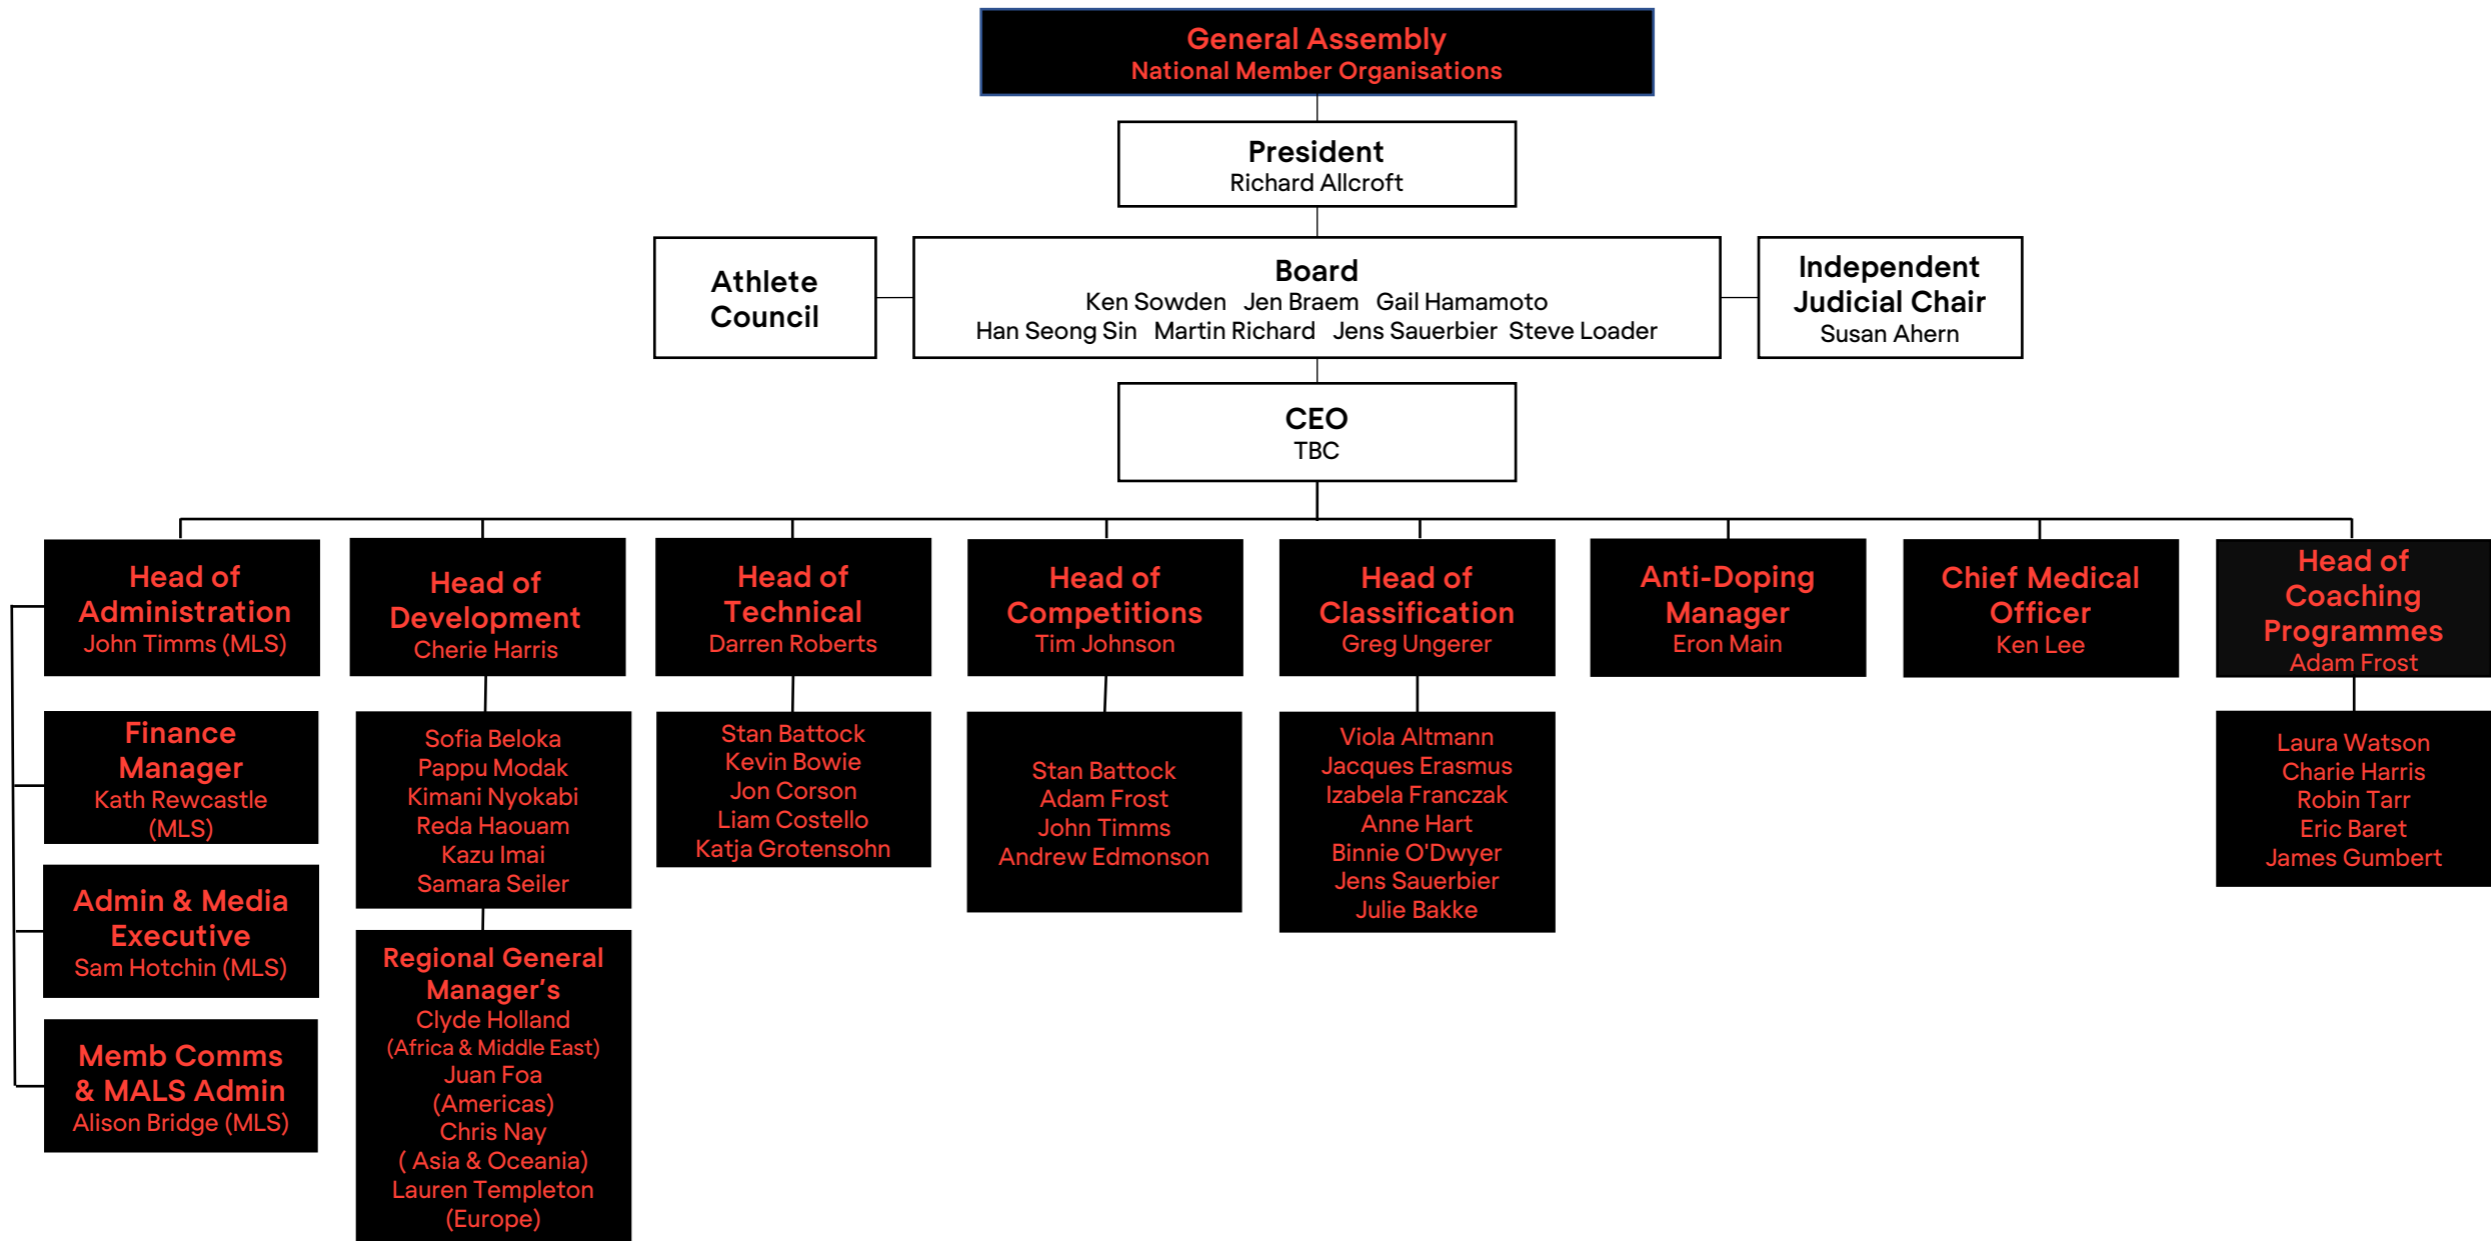 General Assembly
National Member Organisations
President
Richard Allcroft
Athlete
Council
Board
Ken Sowden Jen Braem Gail Hamamoto
Han Seong Sin Martin Richard Jens Sauerbier Steve Loader
Independent
Judicial Chair
Susan Ahern
CEO
TBC
Head of
Administration
John Timms (MLS)
Head of
Development
Cherie Harris
Head of
Technical
Darren Roberts
Head of
Competitions
Tim Johnson
Head of
Classification
Greg Ungerer
Anti-Doping
Manager
Eron Main
Chief Medical
Officer
Ken Lee
Head of
Coaching
Programmes
Adam Frost
Finance
Manager
Kath Rewcastle
(MLS)
Admin & Media
Executive
Sam Hotchin (MLS)
Memb Comms
& MALS Admin
Alison Bridge (MLS)
Sofia Beloka
Pappu Modak
Kimani Nyokabi
Reda Haouam
Kazu Imai
Samara Seiler
Regional General
Manager’s
Clyde Holland
(Africa & Middle East)
Juan Foa
(Americas)
Chris Nay
( Asia & Oceania)
Lauren Templeton
(Europe)
Stan Battock
Kevin Bowie
Jon Corson
Liam Costello
Katja Grotensohn
Stan Battock
Adam Frost
John Timms
Andrew Edmonson
Viola Altmann
Jacques Erasmus
Izabela Franczak
Anne Hart
Binnie O'Dwyer
Jens Sauerbier
Julie Bakke
Laura Watson
Charie Harris
Robin Tarr
Eric Baret
James Gumbert